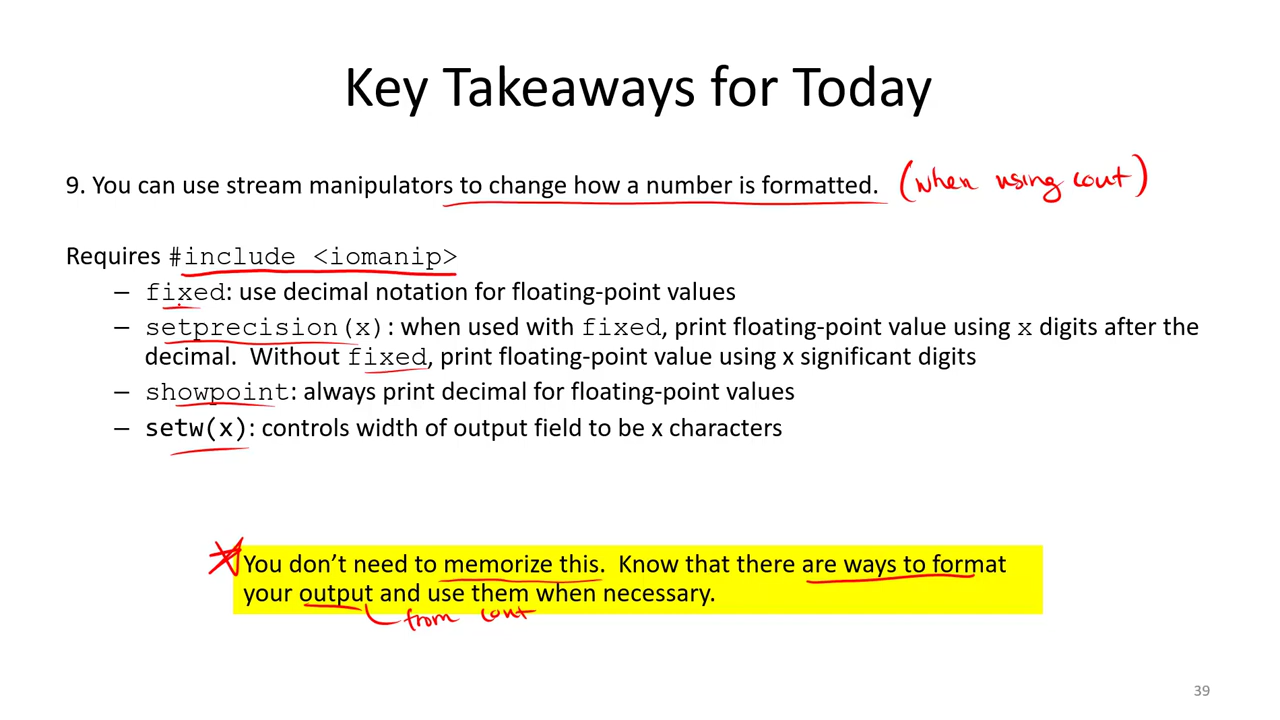 Key Takeaways for Today
9. You can use stream manipulators to change how a number is formatted. (when using cout)
Requires #include <iomanip>
– fixed: use decimal notation for floating-point values
– setprecision(x): when used with fixed, print floating-point value using x digits after the
decimal. Without fixed, print floating-point value using x significant digits
– showpoint: always print decimal for floating-point values
– setw(x): controls width of output field to be x characters
You don't need to memorize this. Know that there are ways to format
your output and use them when necessary.
from cout
39